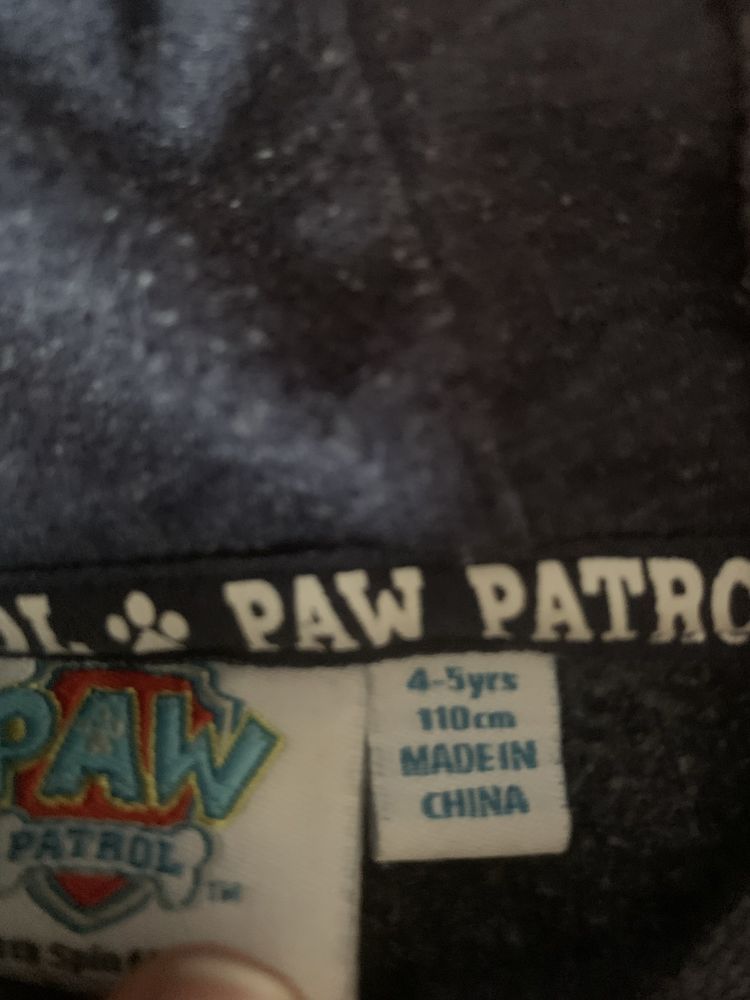 PAW PATRO
PAW
PATROL
TM
4-5yrs
110cm
MADE IN
CHINA